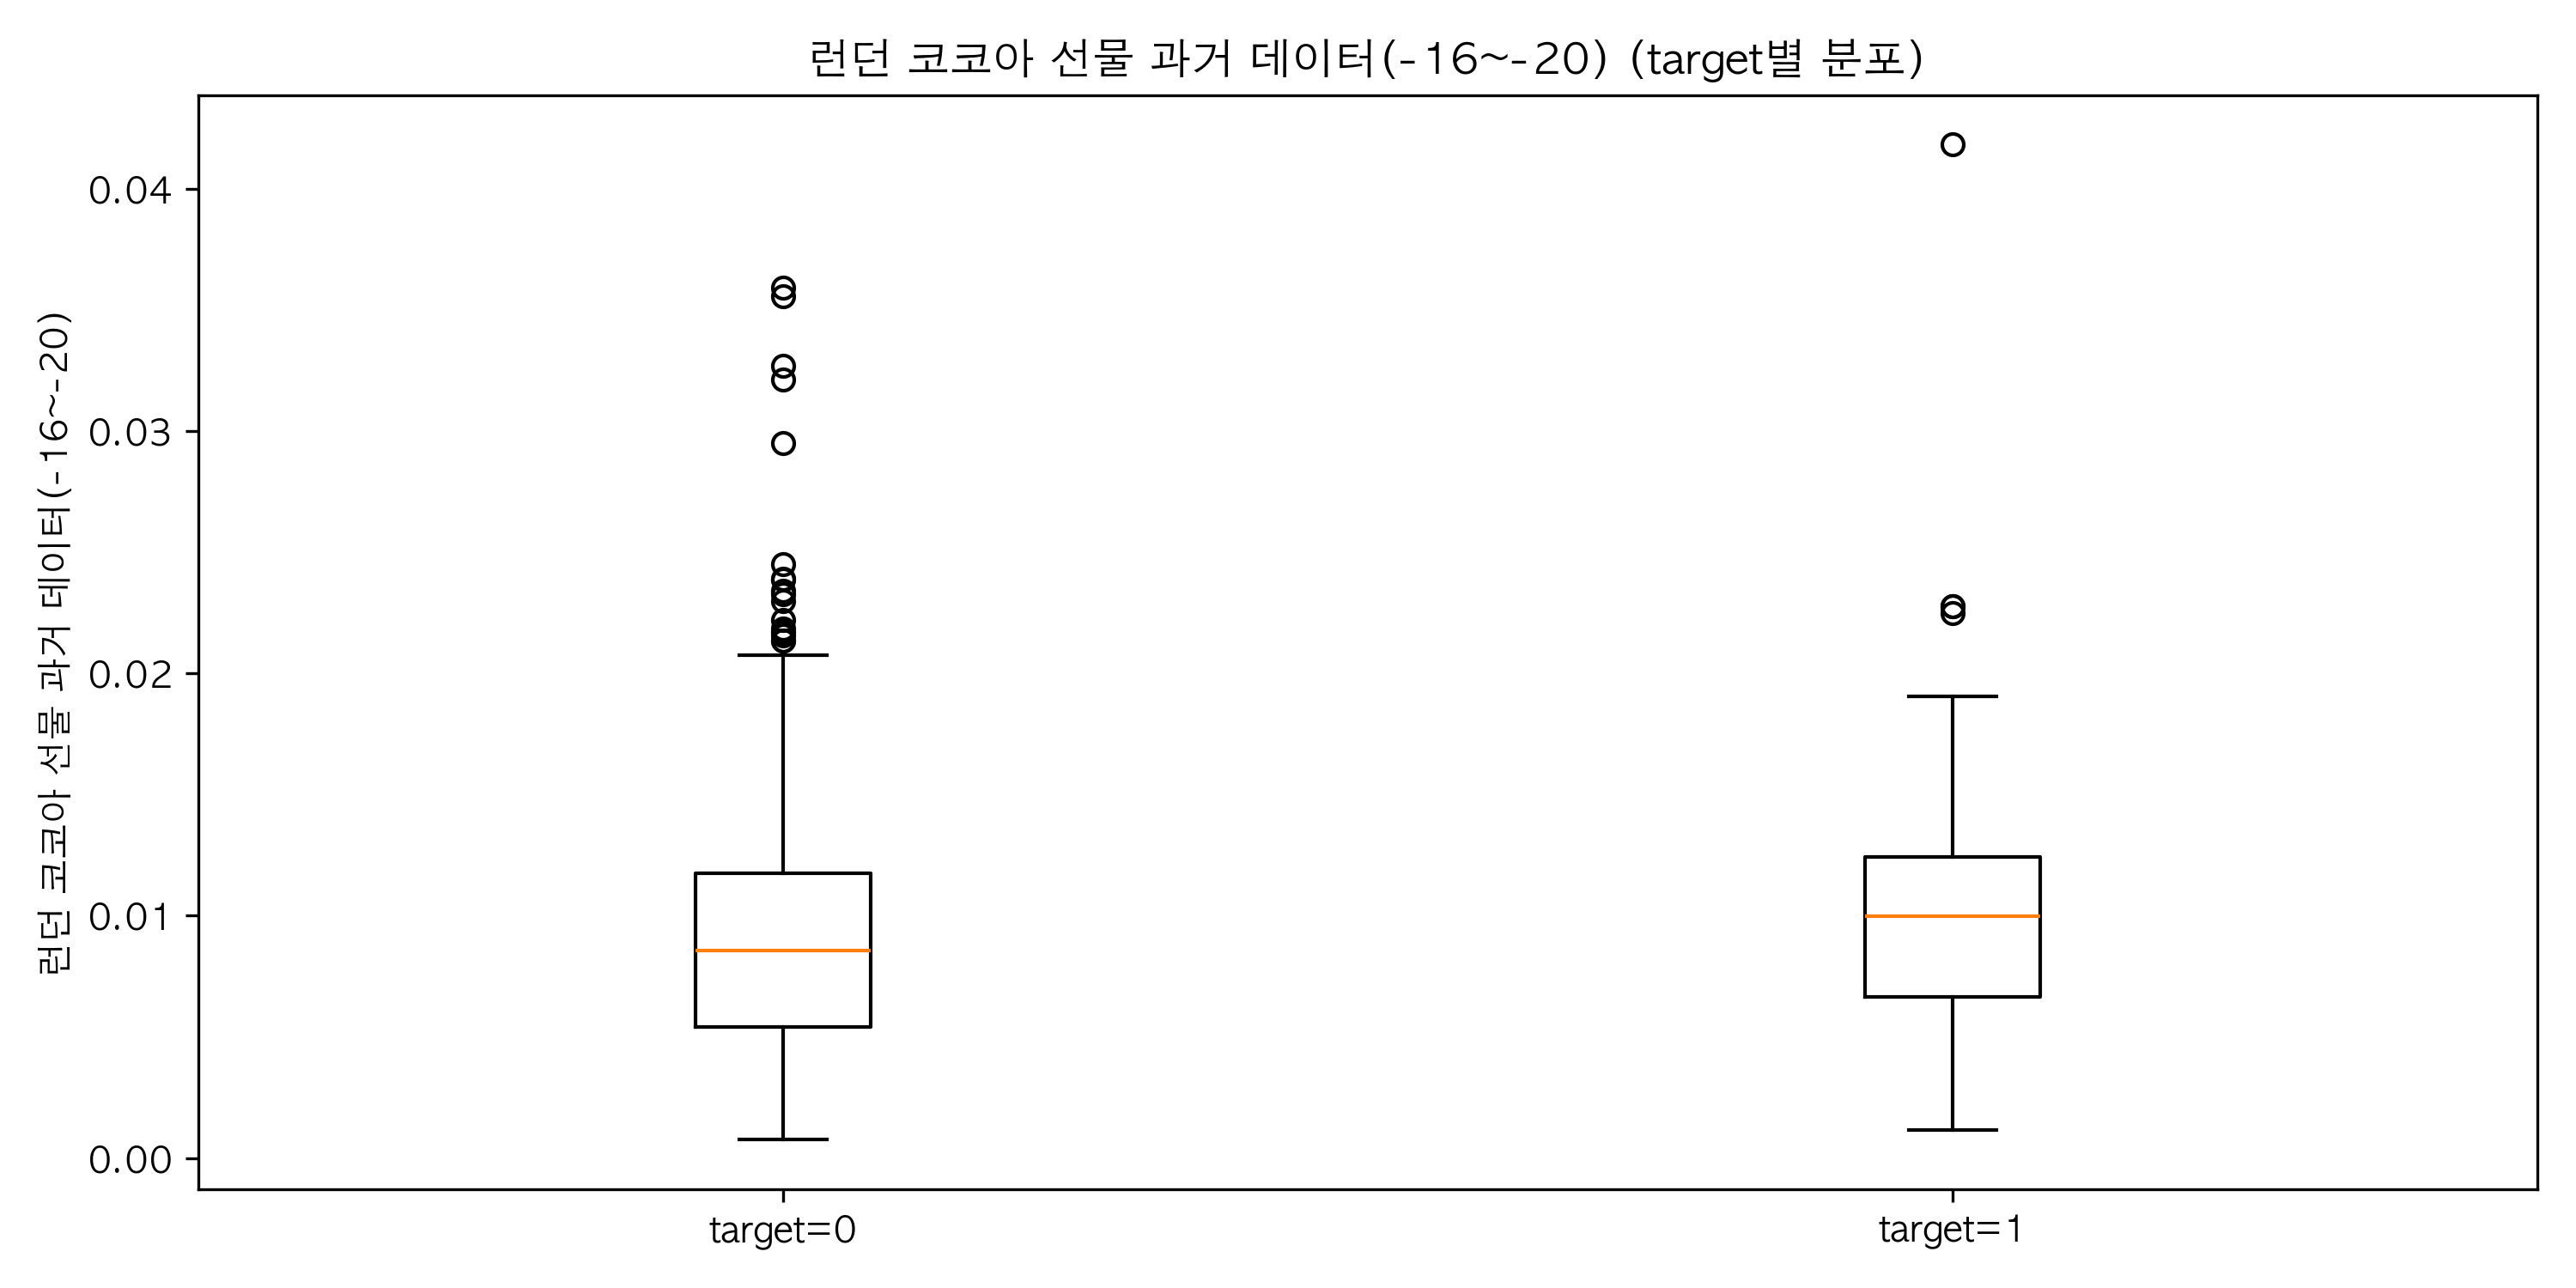 런던 코코아 선물 과거 데이터(-16~-20) (target별 분포)
런던 코코아 선물 과거 데이터(-16~-20)
0.04
0.03
0.02
0.01
0.00
target=0
target=1